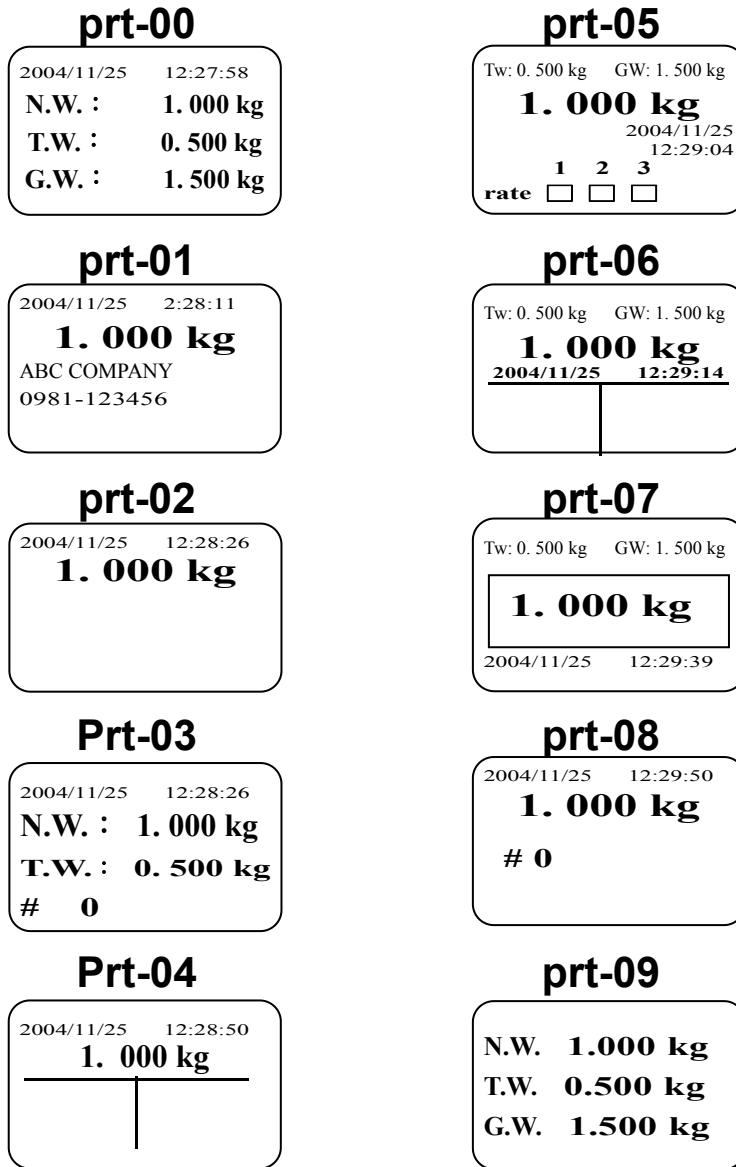 prt-00
2004/11/25 12:27:58
N.W.： 1. 000 kg
T.W.： 0. 500 kg
G.W.： 1. 500 kg
prt-01
2004/11/25 2:28:11
1. 000 kg
ABC COMPANY
0981-123456
prt-02
2004/11/25 12:28:26
1. 000 kg
Prt-03
2004/11/25 12:28:26
N.W.： 1. 000 kg
T.W.： 0. 500 kg
# 0
Prt-04
2004/11/25 12:28:50
1. 000 kg
prt-05
Tw: 0. 500 kg GW: 1. 500 kg
1. 000 kg
2004/11/25
12:29:04
1 2 3
rate
prt-06
Tw: 0. 500 kg GW: 1. 500 kg
1. 000 kg
2004/11/25 12:29:14
prt-07
Tw: 0. 500 kg GW: 1. 500 kg
1. 000 kg
2004/11/25 12:29:39
prt-08
2004/11/25 12:29:50
1. 000 kg
# 0
prt-09
N.W. 1.000 kg
T.W. 0.500 kg
G.W. 1.500 kg